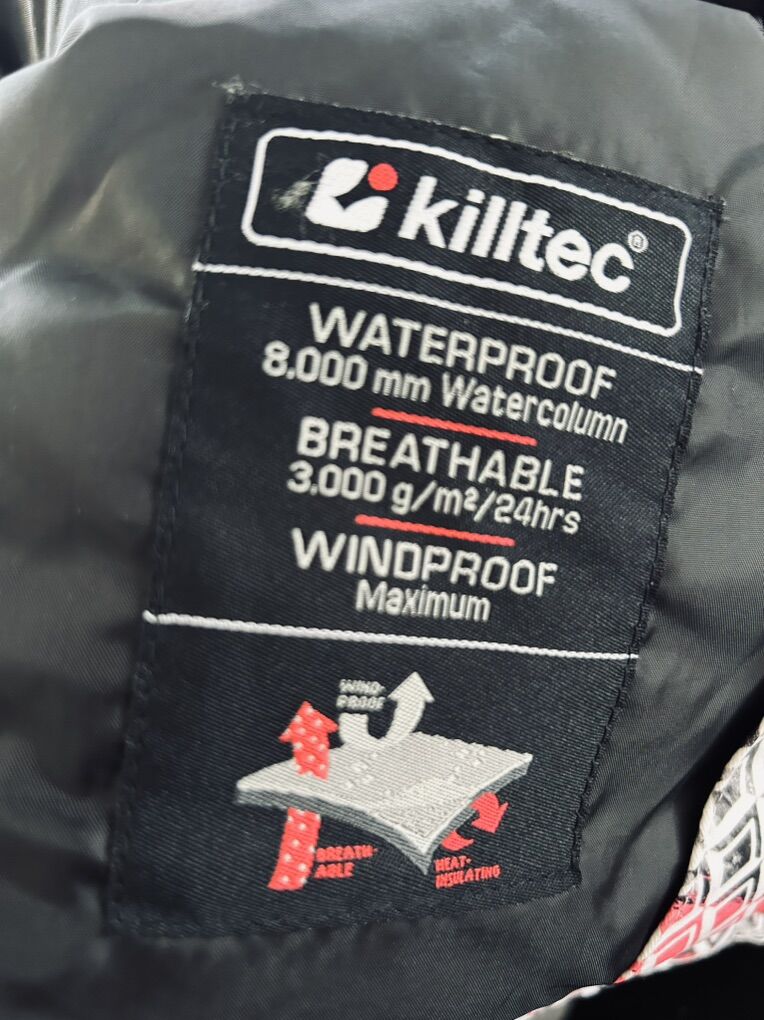 killtec®
WATERPROOF
8.000 mm Watercolumn
BREATHABLE
3.000 g/m²/24hrs
WINDPROOF
Maximum
WIND-
PROOF
BREATH-
ABLE
HEAT-
INSULATING